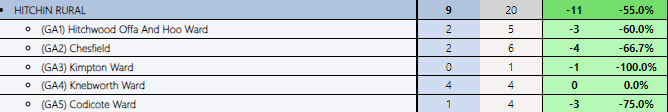 • HITCHIN RURAL 9 20 -11 -55.0%
o (GA1) Hitchwood Offa And Hoo Ward 2 5 -3 -60.0%
o (GA2) Chesfield 2 6 -4 -66.7%
o (GA3) Kimpton Ward 0 1 -1 -100.0%
o (GA4) Knebworth Ward 4 4 0 0.0%
o (GA5) Codicote Ward 1 4 -3 -75.0%